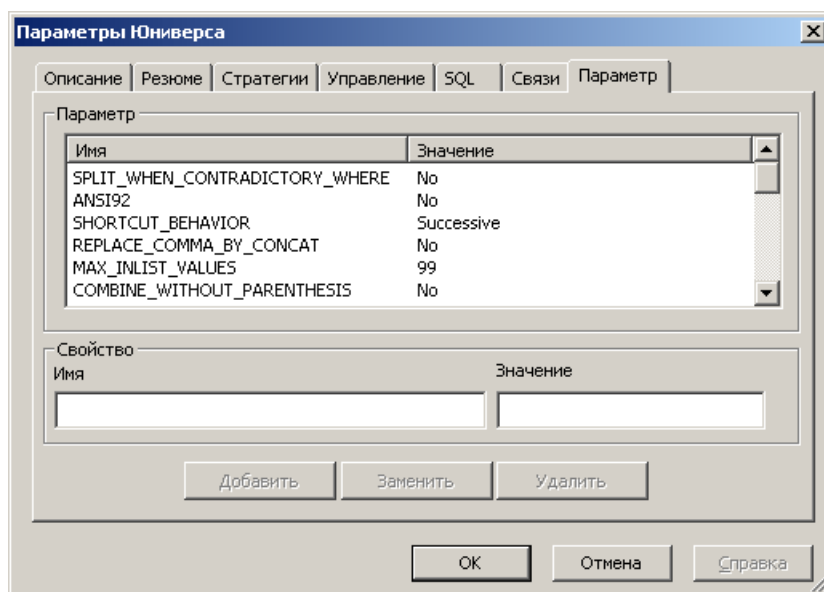 Параметры Юниверса
Описание Резюме Стратегии Управление SQL Связи Параметр
Параметр
Имя Значение
SPLIT_WHEN_CONTRADICTORY_WHERE No
ANSI92 No
SHORTCUT_BEHAVIOR Successive
REPLACE_COMMA_BY_CONCAT No
MAX_INLIST_VALUES 99
COMBINE_WITHOUT_PARENTHESIS No
Свойство
Имя Значение
Добавить Заменить Удалить
OK Отмена Справка